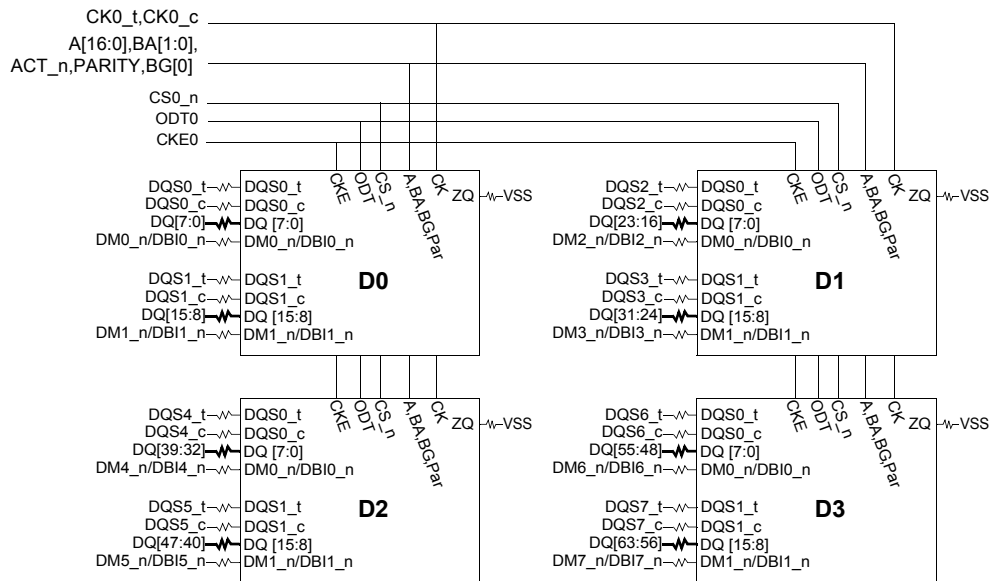 CK0_t,CK0_c
A[16:0],BA[1:0],
ACT_n,PARITY,BG[0]
CS0_n
ODT0
CKE0
CKE
ODT
CS_n
A,BA,BG,Par
CK
ZQ
VSS
DQS0_t
DQS0_t
DQS0_c
DQS0_c
DQ[7:0]
DQ [7:0]
DM0_n/DBI0_n
DM0_n/DBI0_n
D0
DQS1_t
DQS1_t
DQS1_c
DQS1_c
DQ[15:8]
DQ [15:8]
DM1_n/DBI1_n
DM1_n/DBI1_n
CKE
ODT
CS_n
A,BA,BG,Par
CK
ZQ
VSS
DQS2_t
DQS0_t
DQS2_c
DQS0_c
DQ[23:16]
DQ [7:0]
DM2_n/DBI2_n
DM0_n/DBI0_n
D1
DQS3_t
DQS1_t
DQS3_c
DQS1_c
DQ[31:24]
DQ [15:8]
DM3_n/DBI3_n
DM1_n/DBI1_n
CKE
ODT
CS_n
A,BA,BG,Par
CK
ZQ
VSS
DQS4_t
DQS0_t
DQS4_c
DQS0_c
DQ[39:32]
DQ [7:0]
DM4_n/DBI4_n
DM0_n/DBI0_n
D2
DQS5_t
DQS1_t
DQS5_c
DQS1_c
DQ[47:40]
DQ [15:8]
DM5_n/DBI5_n
DM1_n/DBI1_n
CKE
ODT
CS_n
A,BA,BG,Par
CK
ZQ
VSS
DQS6_t
DQS0_t
DQS6_c
DQS0_c
DQ[55:48]
DQ [7:0]
DM6_n/DBI6_n
DM0_n/DBI0_n
D3
DQS7_t
DQS1_t
DQS7_c
DQS1_c
DQ[63:56]
DQ [15:8]
DM7_n/DBI7_n
DM1_n/DBI1_n